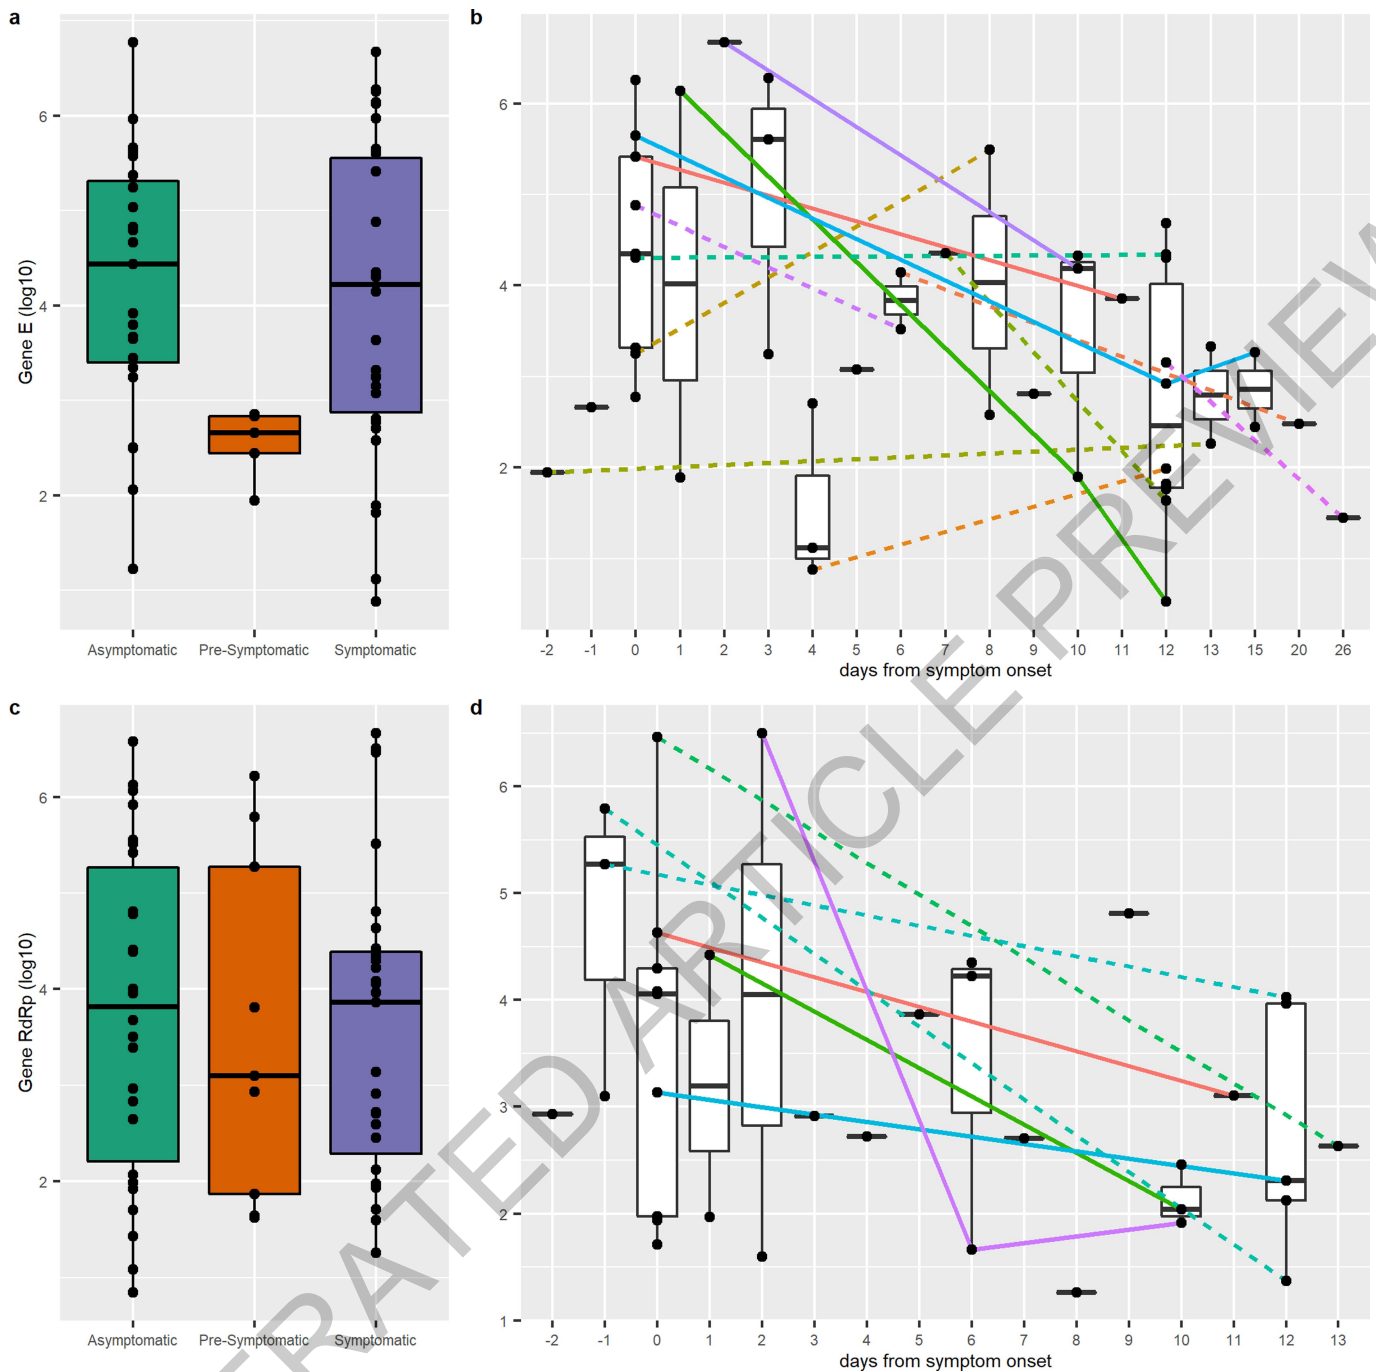 a
Gene E (log10)
6
4
2
Asymptomatic Pre-Symptomatic Symptomatic
b
6
4
2
-2 -1 0 1 2 3 4 5 6 7 8 9 10 11 12 13 15 20 26
days from symptom onset
c
Gene RdRp (log10)
6
4
2
Asymptomatic Pre-Symptomatic Symptomatic
d
6
5
4
3
2
1
-2 -1 0 1 2 3 4 5 6 7 8 9 10 11 12 13
days from symptom onset
ERATED ARTICLE PREVIEW